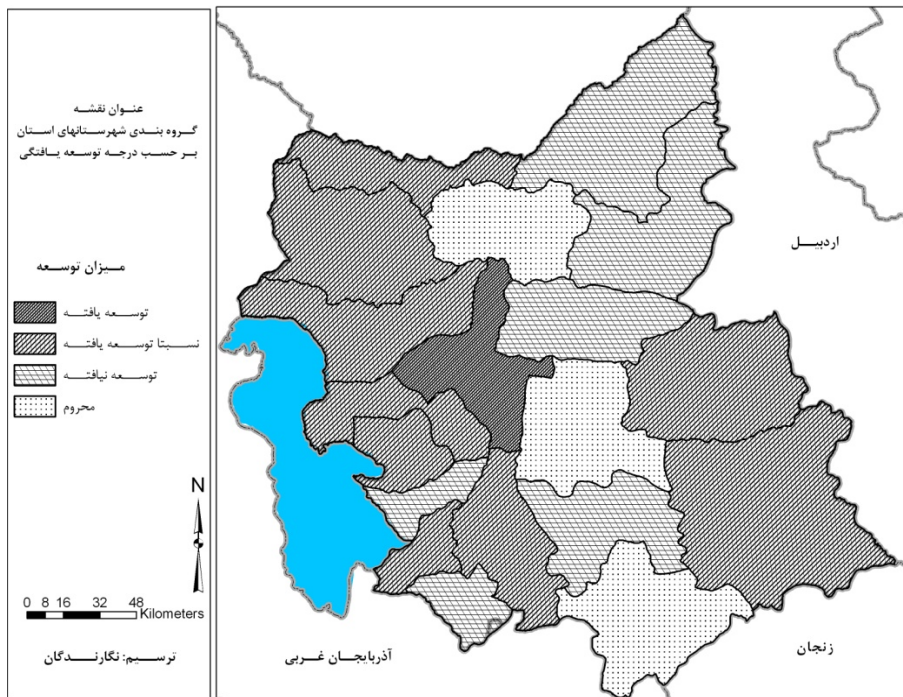 عنوان نقشه
گروه بندی شهرستانهای استان
بر حسب درجه توسعه یافتگی
میزان توسعه
توسعه یافته
نسبتا توسعه یافته
توسعه نیافته
محروم
N
0 8 16 32 48
Kilometers
ترسیم: نگارندگان
اردبیل
زنجان
آذربایجان غربی